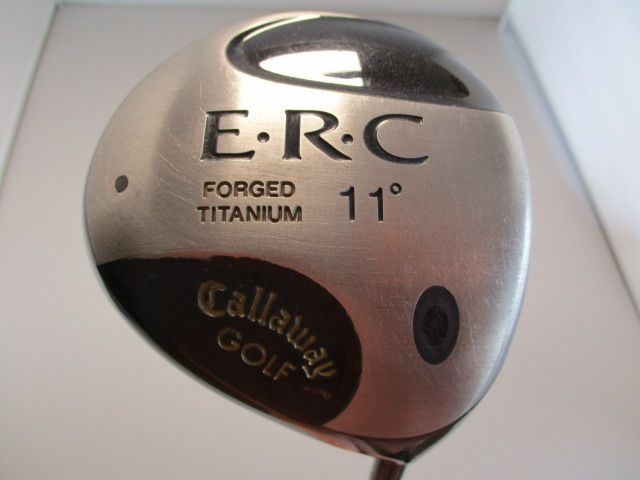 E·R·C
FORGED
TITANIUM 11°
Callaway
GOLF